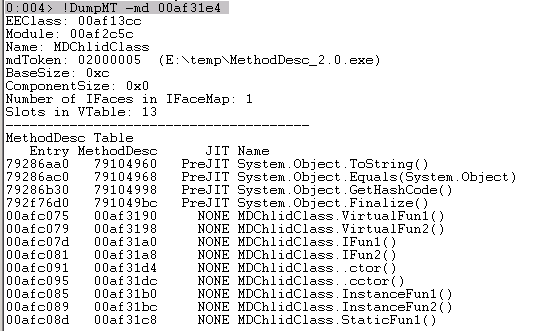 0:004> !DumpMT -md 00af31e4
EEClass: 00af13cc
Module: 00af2c5c
Name: MDChlidClass
mdToken: 02000005  (E:\temp\MethodDesc_2.0.exe)
BaseSize: 0xc
ComponentSize: 0x0
Number of IFaces in IFaceMap: 1
Slots in VTable: 13
--------------------------------------
MethodDesc Table
Entry MethodDesc      JIT Name
79286aa0   79104960   PreJIT System.Object.ToString()
79286ac0   79104968   PreJIT System.Object.Equals(System.Object)
79286b30   79104998   PreJIT System.Object.GetHashCode()
792f76d0   791049bc   PreJIT System.Object.Finalize()
00afc075   00af3190     NONE MDChlidClass.VirtualFun1()
00afc079   00af3198     NONE MDChlidClass.VirtualFun2()
00afc07d   00af31a0     NONE MDChlidClass.IFun1()
00afc081   00af31a8     NONE MDChlidClass.IFun2()
00afc091   00af31d4     NONE MDChlidClass..ctor()
00afc095   00af31dc     NONE MDChlidClass..cctor()
00afc085   00af31b0     NONE MDChlidClass.InstanceFun1()
00afc089   00af31bc     NONE MDChlidClass.InstanceFun2()
00afc08d   00af31c8     NONE MDChlidClass.StaticFun1()